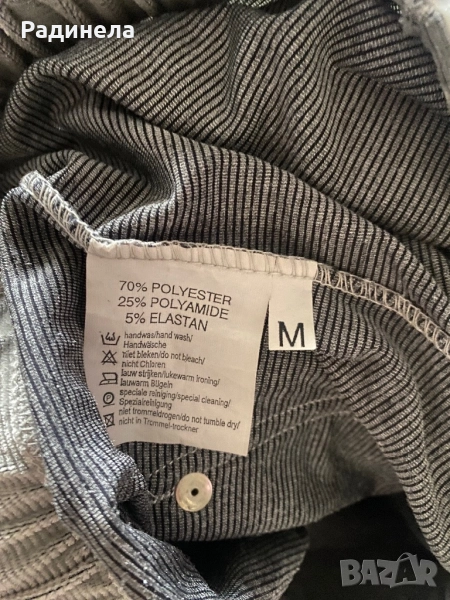 Радинела
70% POLYESTER
25% POLYAMIDE
5% ELASTAN
M
handwas/hand wash/
Handwäsche
niet bleken/do not bleach/
nicht Chloren
lauw strijken/lukewarm ironing/
lauwarm Bügeln
speciale reiniging/special cleaning/
Spezialreinigung
niet trommeldrogen/do not tumble dry/
nicht in Trommel-trockner
BAZAR